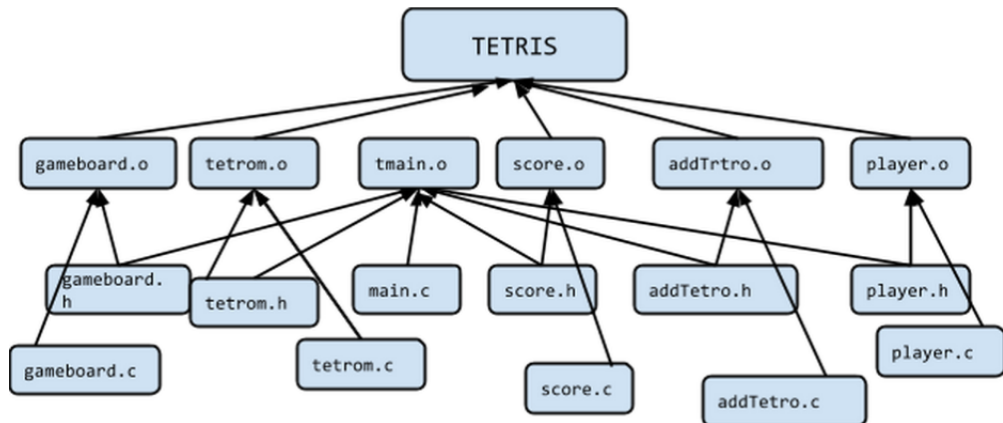 TETRIS
gameboard.o
tetrom.o
tmain.o
score.o
addTrtro.o
player.o
gameboard.
h
tetrom.h
main.c
score.h
addTetro.h
player.h
gameboard.c
tetrom.c
score.c
addTetro.c
player.c